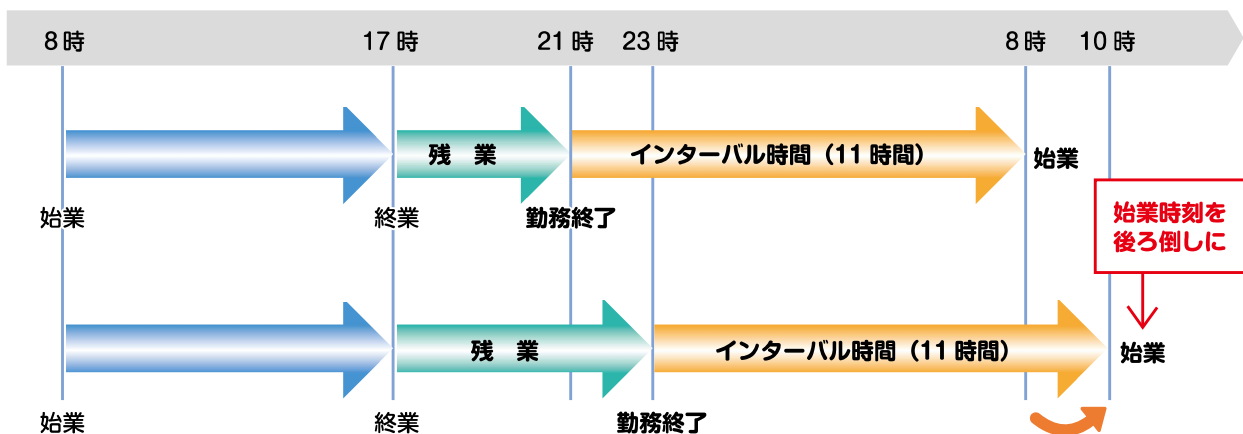 8時 17時 21時 23時 8時 10時
残 業 インターバル時間（11時間） 始業
始業 終業 勤務終了
始業時刻を
後ろ倒しに
残 業 インターバル時間（11時間） 始業
始業 終業 勤務終了